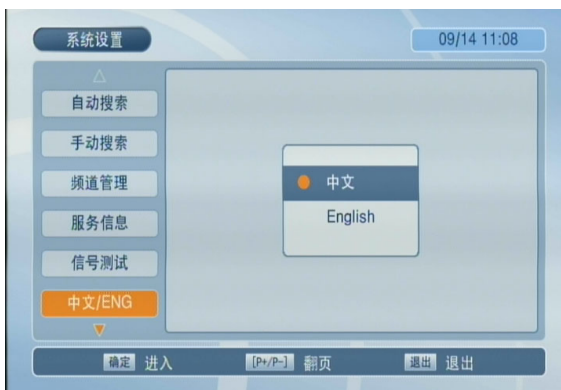 系统设置
09/14 11:08
自动搜索
手动搜索
频道管理
服务信息
信号测试
中文/ENG
中文
English
确定 进入 [P+/P-] 翻页 退出 退出